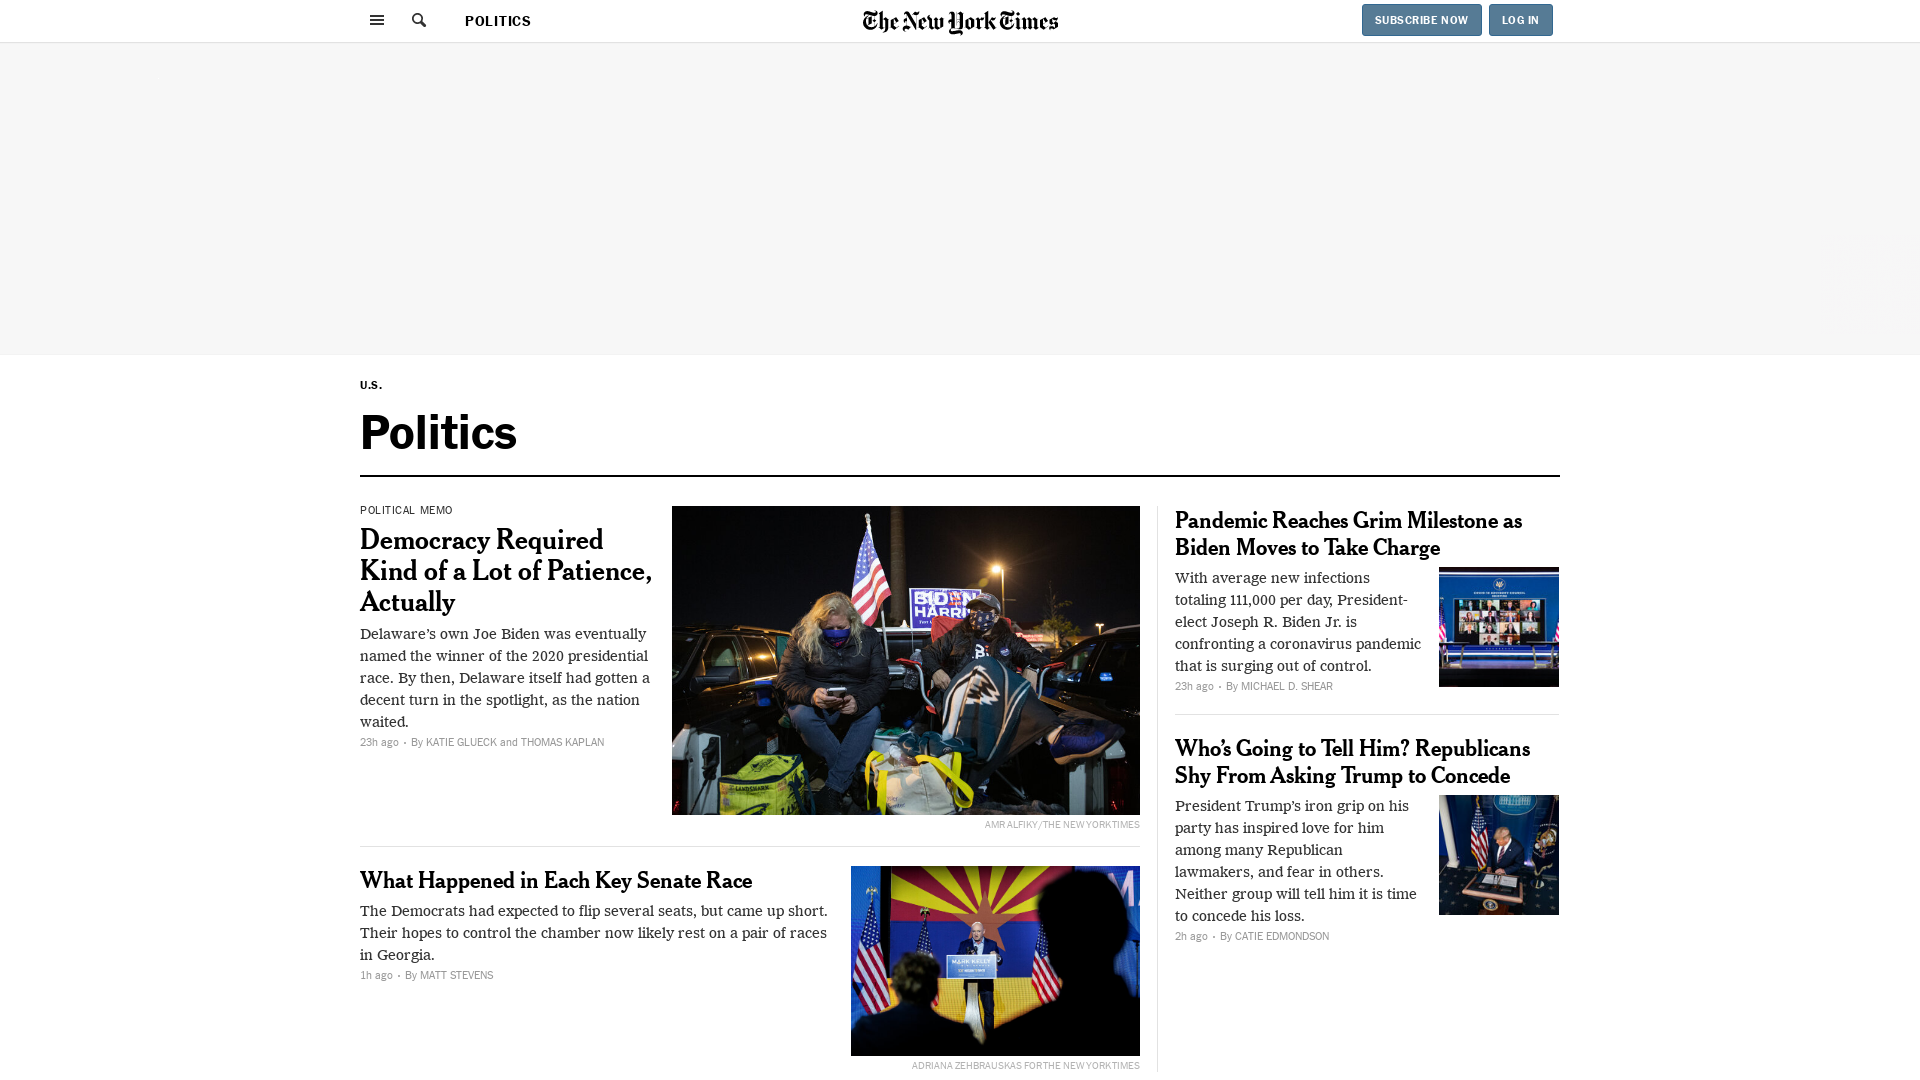 POLITICS
The New York Times
SUBSCRIBE NOW
LOG IN
U.S.
Politics
POLITICAL MEMO
Democracy Required
Kind of a Lot of Patience,
Actually
Delaware’s own Joe Biden was eventually
named the winner of the 2020 presidential
race. By then, Delaware itself had gotten a
decent turn in the spotlight, as the nation
waited.
23h ago · By KATIE GLUECK and THOMAS KAPLAN
BIDEN
HARRI
AMR ALFIKY/THE NEW YORK TIMES
What Happened in Each Key Senate Race
The Democrats had expected to flip several seats, but came up short.
Their hopes to control the chamber now likely rest on a pair of races
in Georgia.
1h ago · By MATT STEVENS
MARK KELLY
ADRIANA ZEHBRAUSKAS FOR THE NEW YORK TIMES
Pandemic Reaches Grim Milestone as
Biden Moves to Take Charge
With average new infections
totaling 111,000 per day, President-
elect Joseph R. Biden Jr. is
confronting a coronavirus pandemic
that is surging out of control.
23h ago · By MICHAEL D. SHEAR
Who’s Going to Tell Him? Republicans
Shy From Asking Trump to Concede
President Trump’s iron grip on his
party has inspired love for him
among many Republican
lawmakers, and fear in others.
Neither group will tell him it is time
to concede his loss.
2h ago · By CATIE EDMONDSON